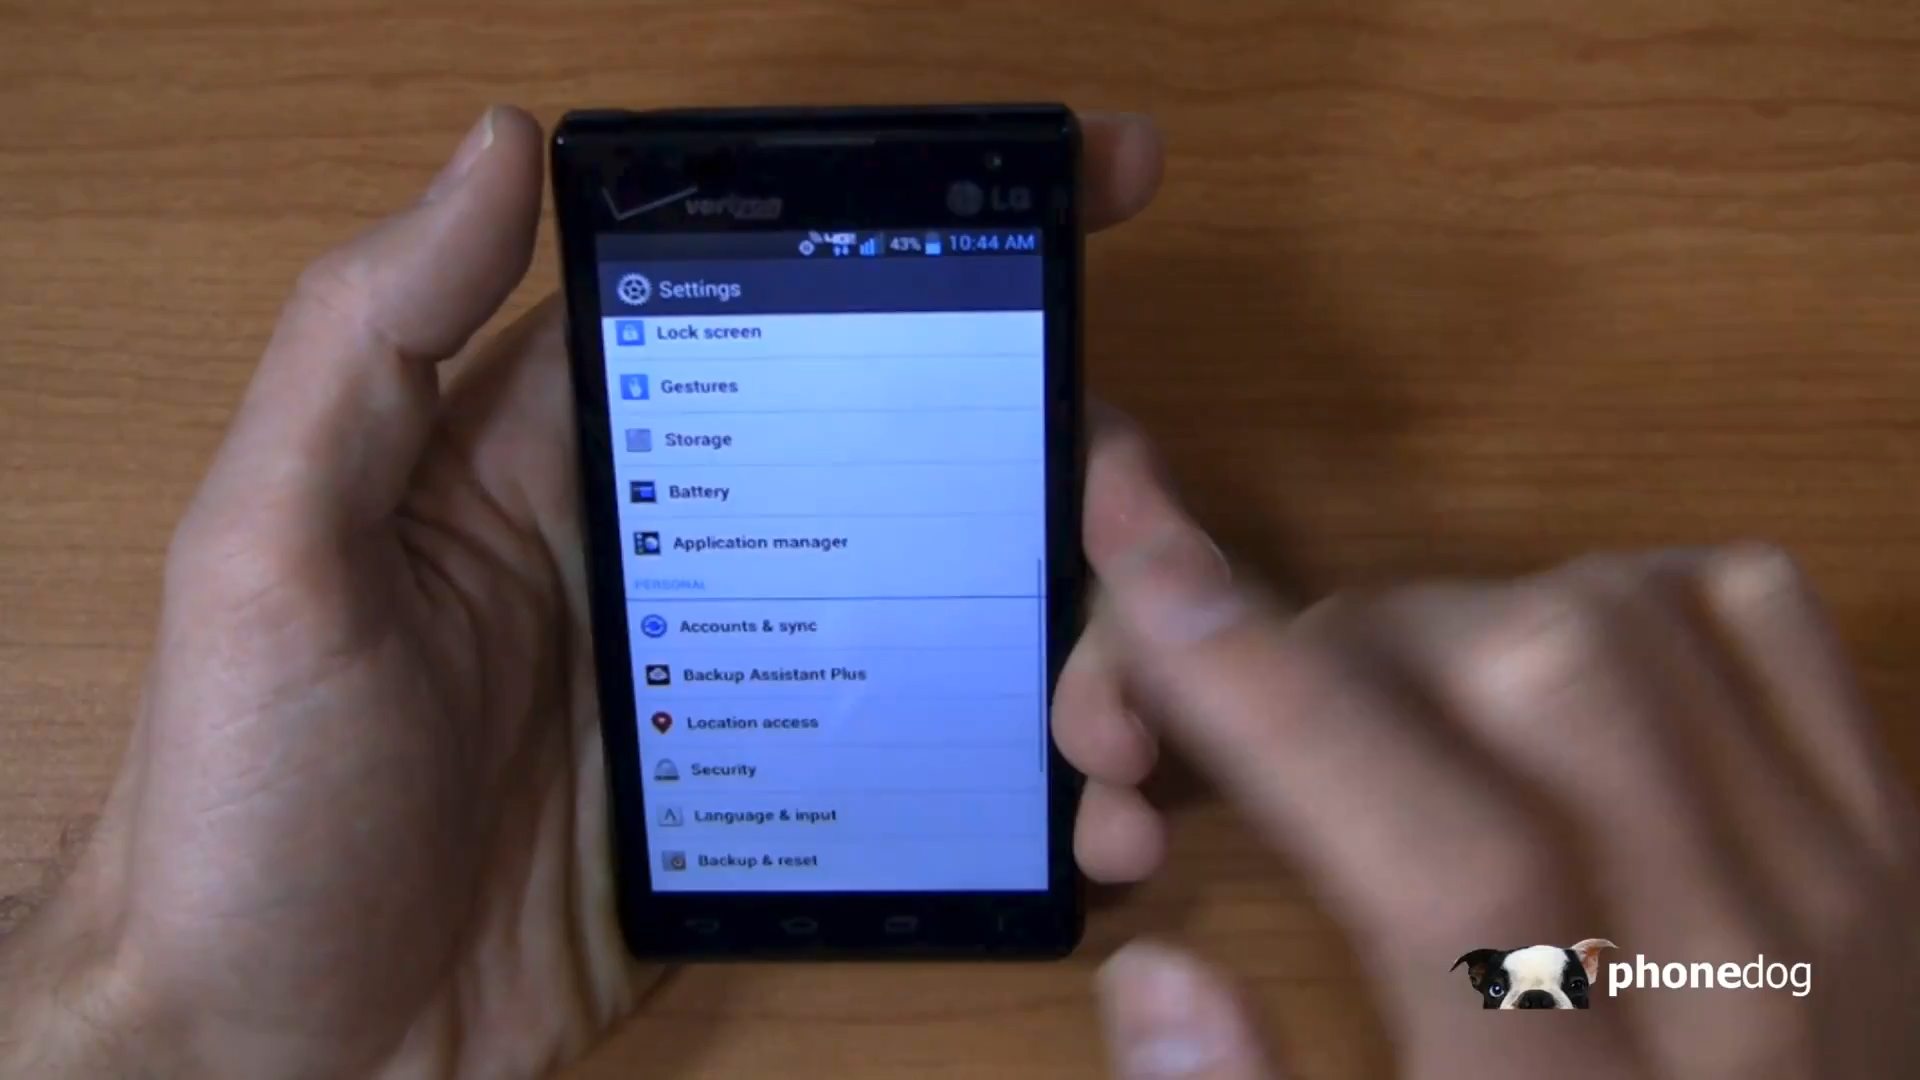 verizon
LG
43% 10:44 AM
Settings
Lock screen
Gestures
Storage
Battery
Application manager
PERSONAL
Accounts & sync
Backup Assistant Plus
Location access
Security
Language & input
Backup & reset
phonedog